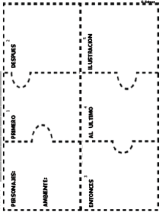 PERSONAJES:
AMBIENTE:
PRIMERO
DESPUES
ENTONCES
AL ULTIMO
ILUSTRACION